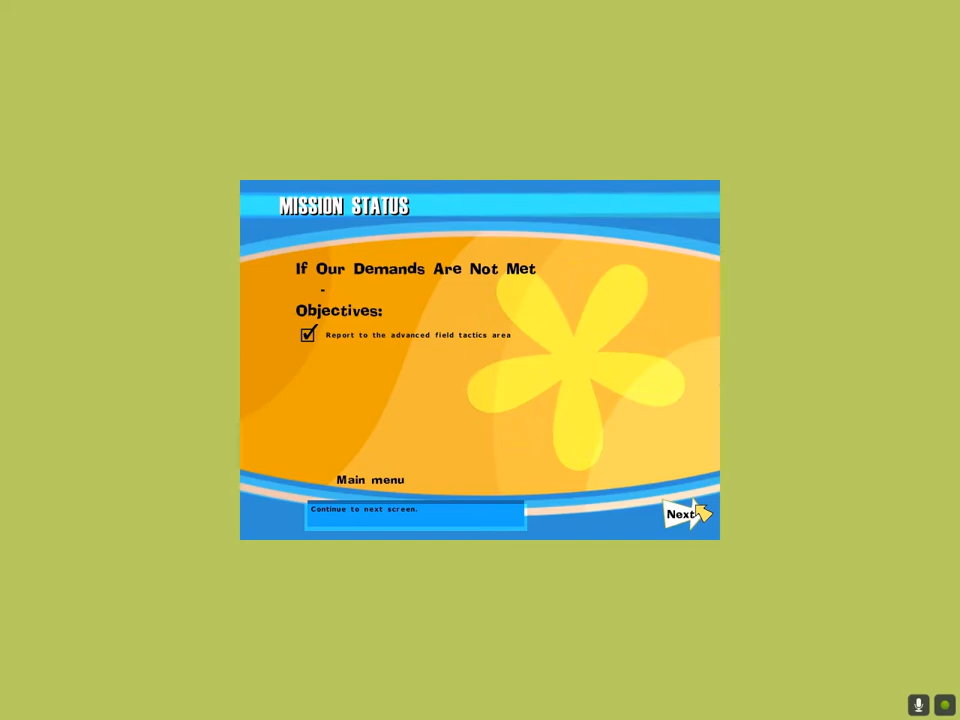 MISSION STATUS
If Our Demands Are Not Met
-
Objectives:
Report to the advanced field tactics area
Main menu
Continue to next screen.
Next